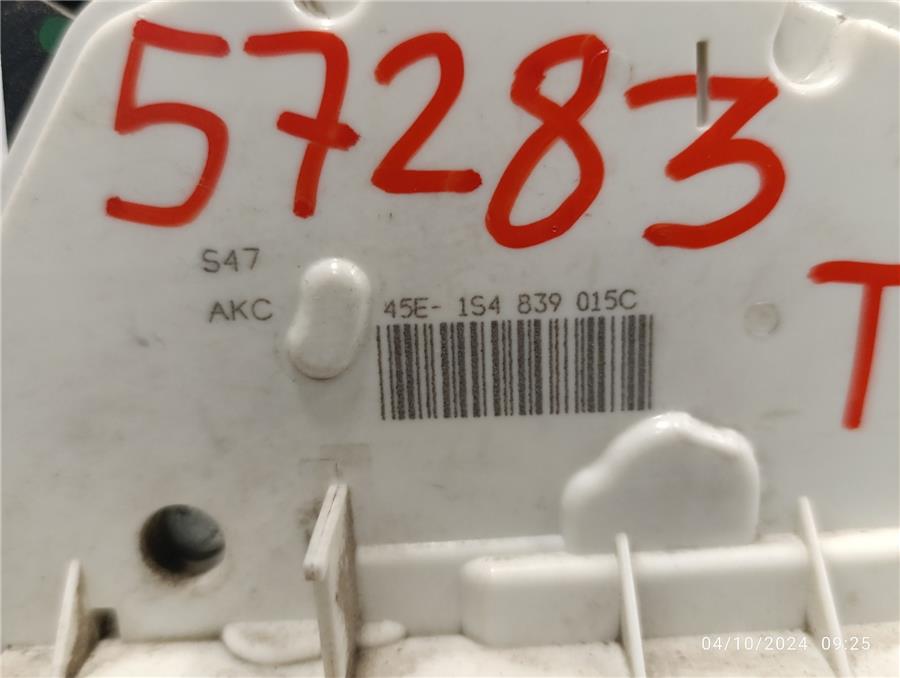 57283
S47
AKC 45E- 1S4 839 015C
T
04/10/2024 09:25